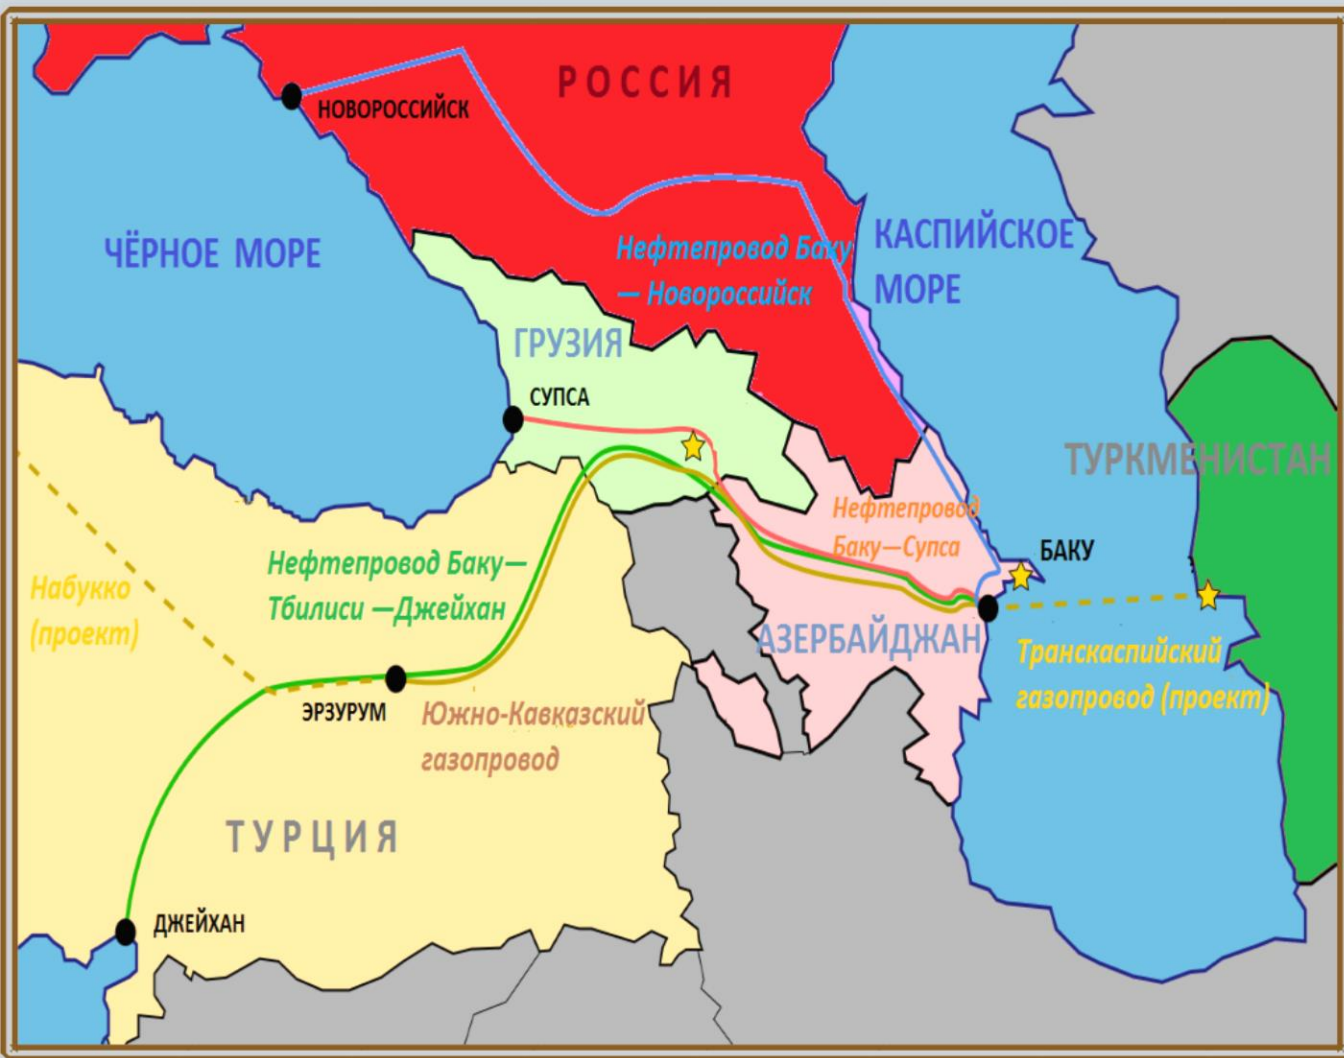 РОССИЯ
НОВОРОССИЙСК
ЧЁРНОЕ МОРЕ
Нефтепровод Баку
— Новороссийск
КАСПИЙСКОЕ
МОРЕ
ГРУЗИЯ
СУПСА
ТУРКМЕНИСТАН
Нефтепровод
Баку—Супса
БАКУ
Нефтепровод Баку—
Тбилиси —Джейхан
Набукко
(проект)
АЗЕРБАЙДЖАН
Транскаспийский
газопровод (проект)
ЭРЗУРУМ
Южно-Кавказский
газопровод
ТУРЦИЯ
ДЖЕЙХАН